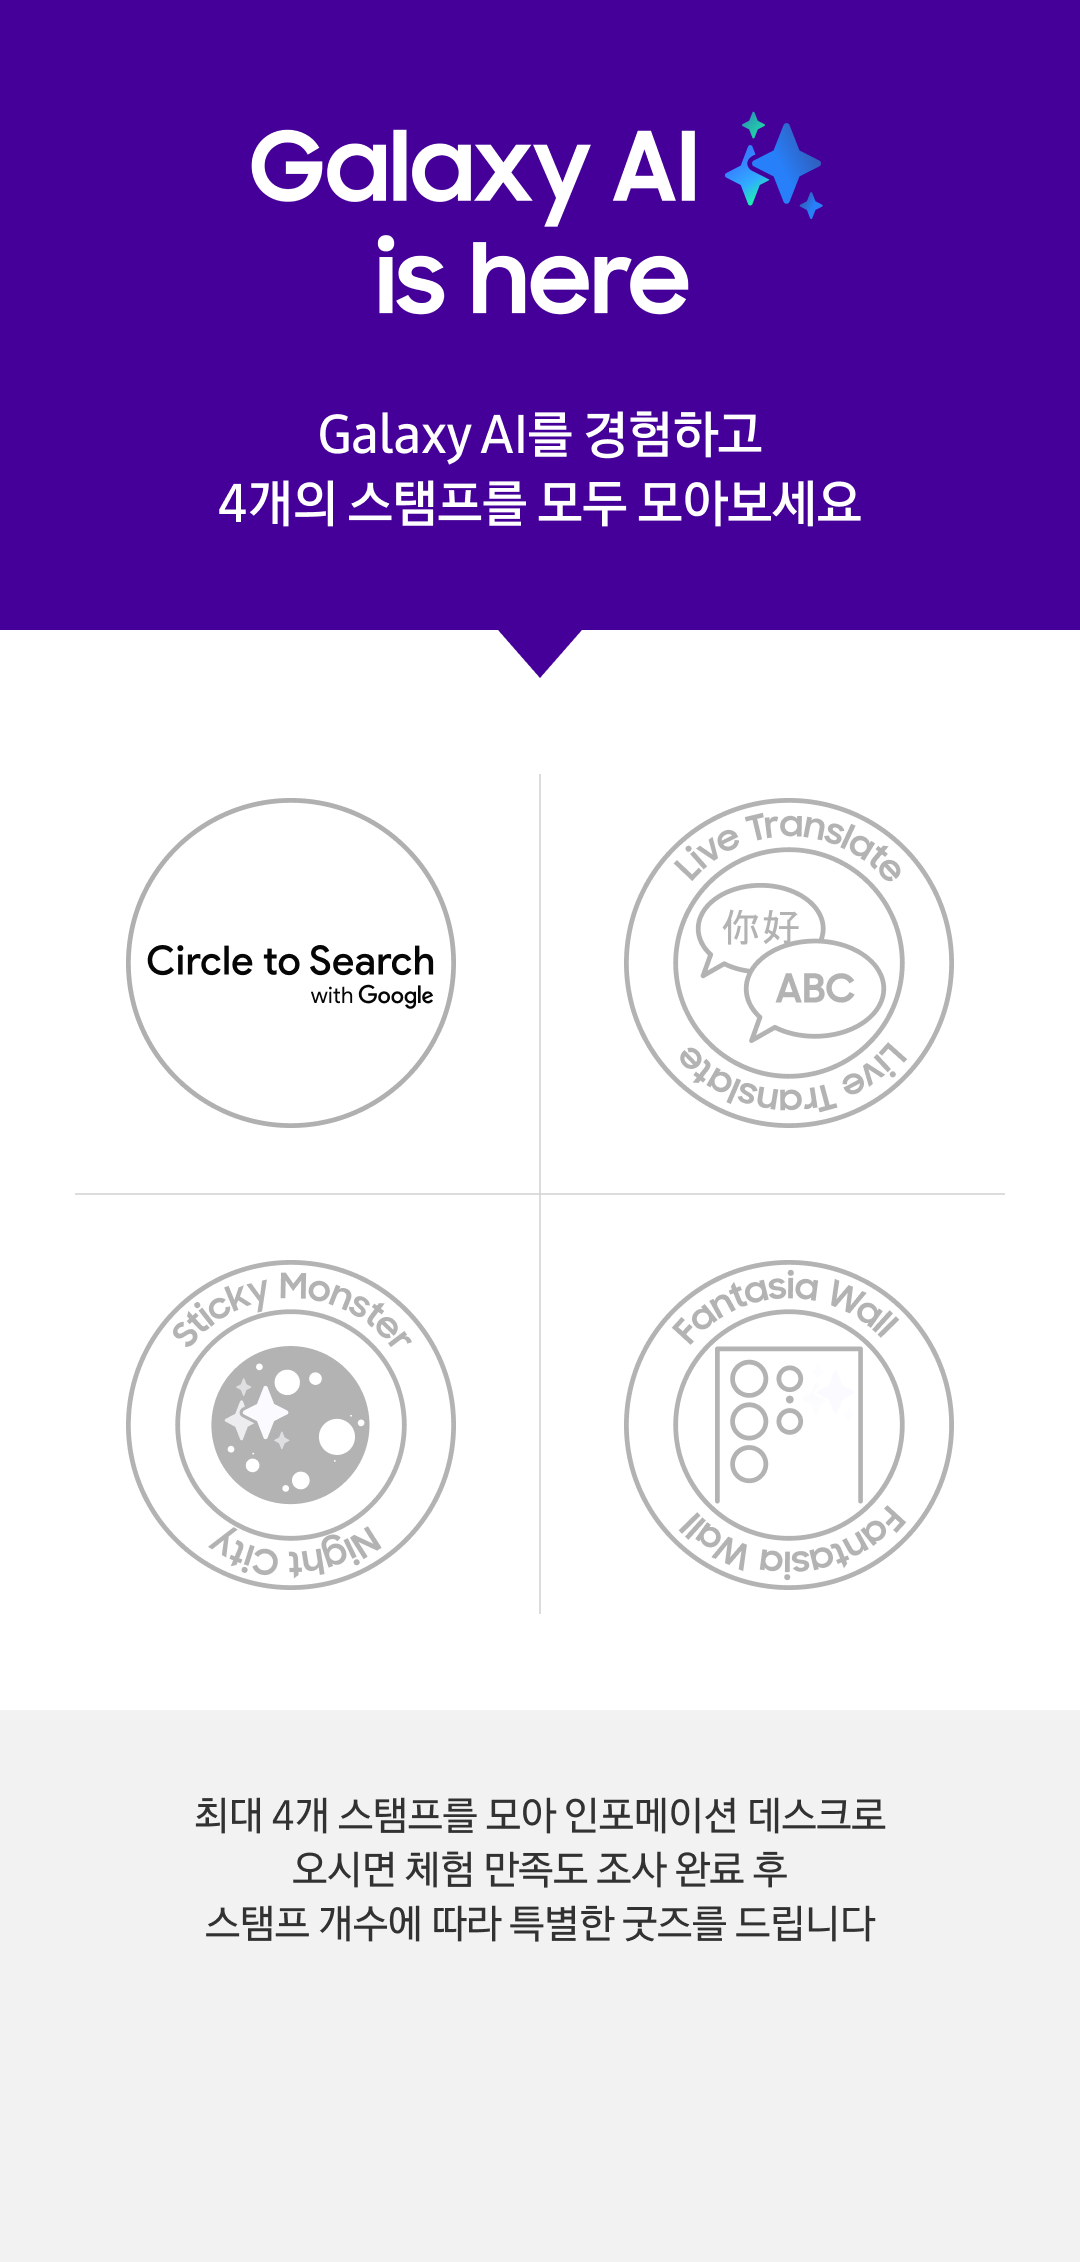 Galaxy AI
is here
Galaxy AI를 경험하고
4개의 스탬프를 모두 모아보세요
Circle to Search
with Google
Live Translate
你好
ABC
Live Translate
Sticky Monster
Night City
Fantasia Wall
Fantasia Wall
최대 4개 스탬프를 모아 인포메이션 데스크로
오시면 체험 만족도 조사 완료 후
스탬프 개수에 따라 특별한 굿즈를 드립니다